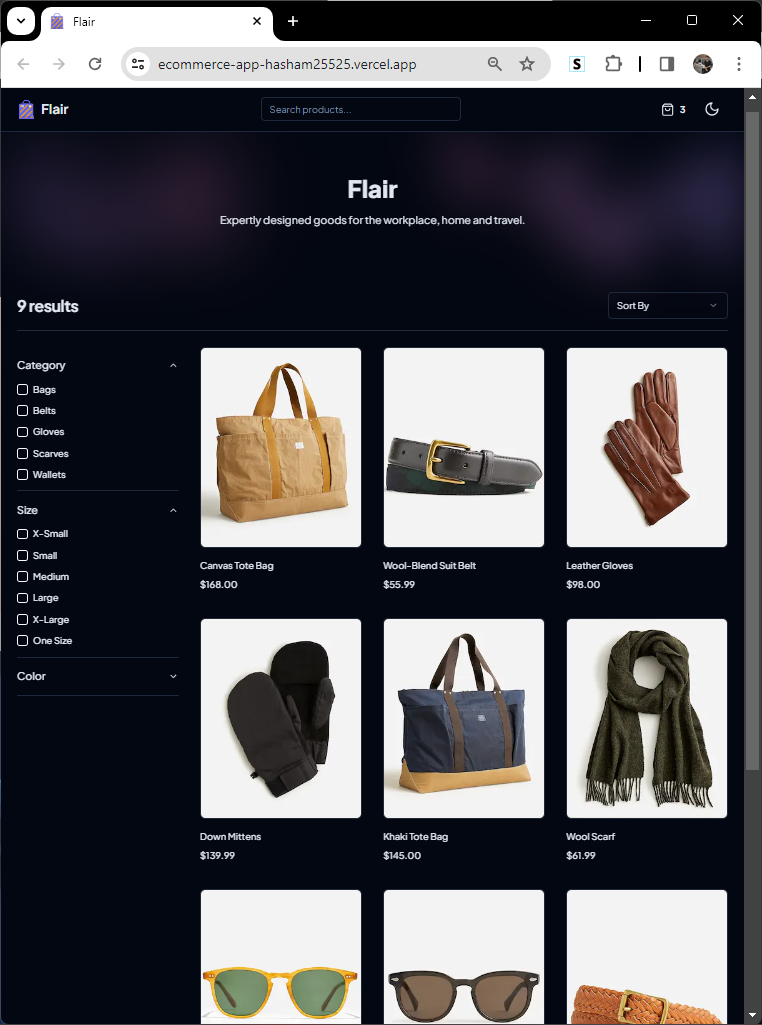 Flair
ecommerce-app-hasham25525.vercel.app
S
Flair
Search products...
3
Flair
Expertly designed goods for the workplace, home and travel.
9 results
Sort By
Category
Bags
Belts
Gloves
Scarves
Wallets
Size
X-Small
Small
Medium
Large
X-Large
One Size
Color
Canvas Tote Bag
$168.00
Wool-Blend Suit Belt
$55.99
Leather Gloves
$98.00
Down Mittens
$139.99
Khaki Tote Bag
$145.00
Wool Scarf
$61.99